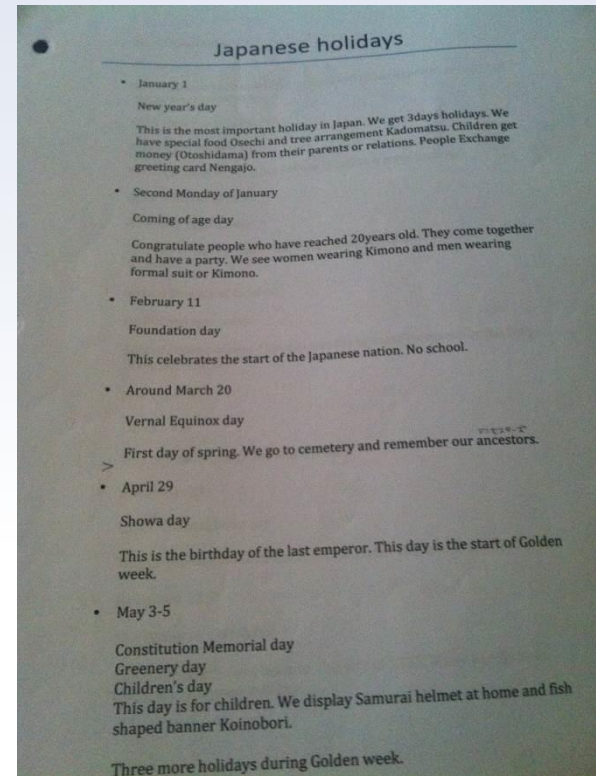 Japanese holidays
• January 1
New year's day
This is the most important holiday in Japan. We get 3days holidays. We
have special food Osechi and tree arrangement Kadomatsu. Children get
money (Otoshidama) from their parents or relations. People Exchange
greeting card Nengajo.
• Second Monday of January
Coming of age day
Congratulate people who have reached 20years old. They come together
and have a party. We see women wearing Kimono and men wearing
formal suit or Kimono.
• February 11
Foundation day
This celebrates the start of the Japanese nation. No school.
• Around March 20
Vernal Equinox day
First day of spring. We go to cemetery and remember our ancestors.
>
• April 29
Showa day
This is the birthday of the last emperor. This day is the start of Golden
week.
• May 3-5
Constitution Memorial day
Greenery day
Children's day
This day is for children. We display Samurai helmet at home and fish
shaped banner Koinobori.
Three more holidays during Golden week.